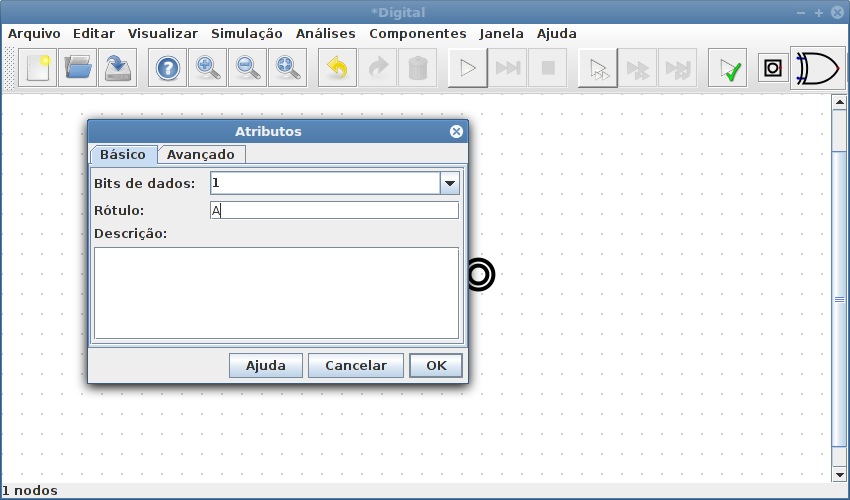 *Digital
Arquivo Editar Visualizar Simulação Análises Componentes Janela Ajuda
Atributos
Básico Avançado
Bits de dados: 1
Rótulo: A
Descrição:
Ajuda Cancelar OK
1 nodos